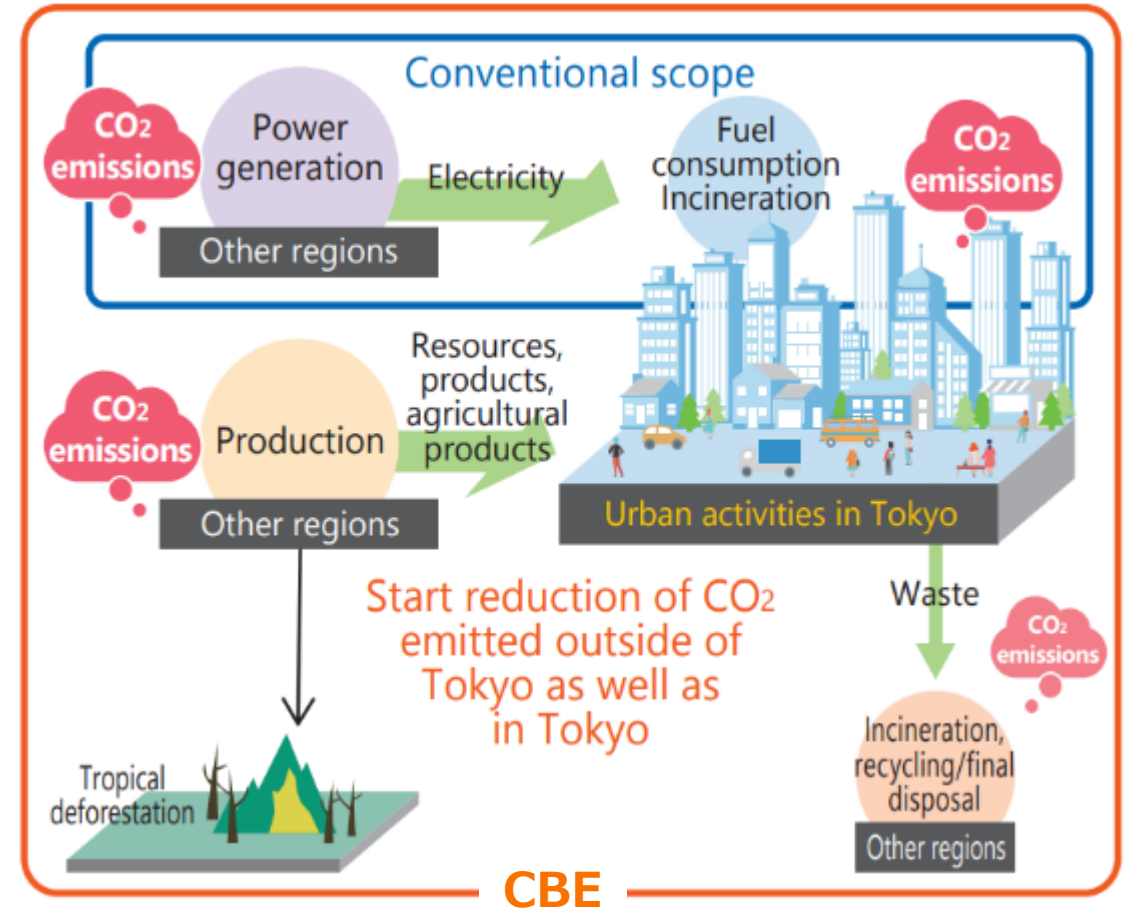 Conventional scope
CO2
emissions
Power
generation
Electricity
Other regions
Fuel
consumption
Incineration
CO2
emissions
CO2
emissions
Production
Other regions
Resources,
products,
agricultural
products
Urban activities in Tokyo
Start reduction of CO2
emitted outside of
Tokyo as well as
in Tokyo
Waste
CO2
emissions
Incineration,
recycling/final
disposal
Other regions
Tropical
deforestation
CBE